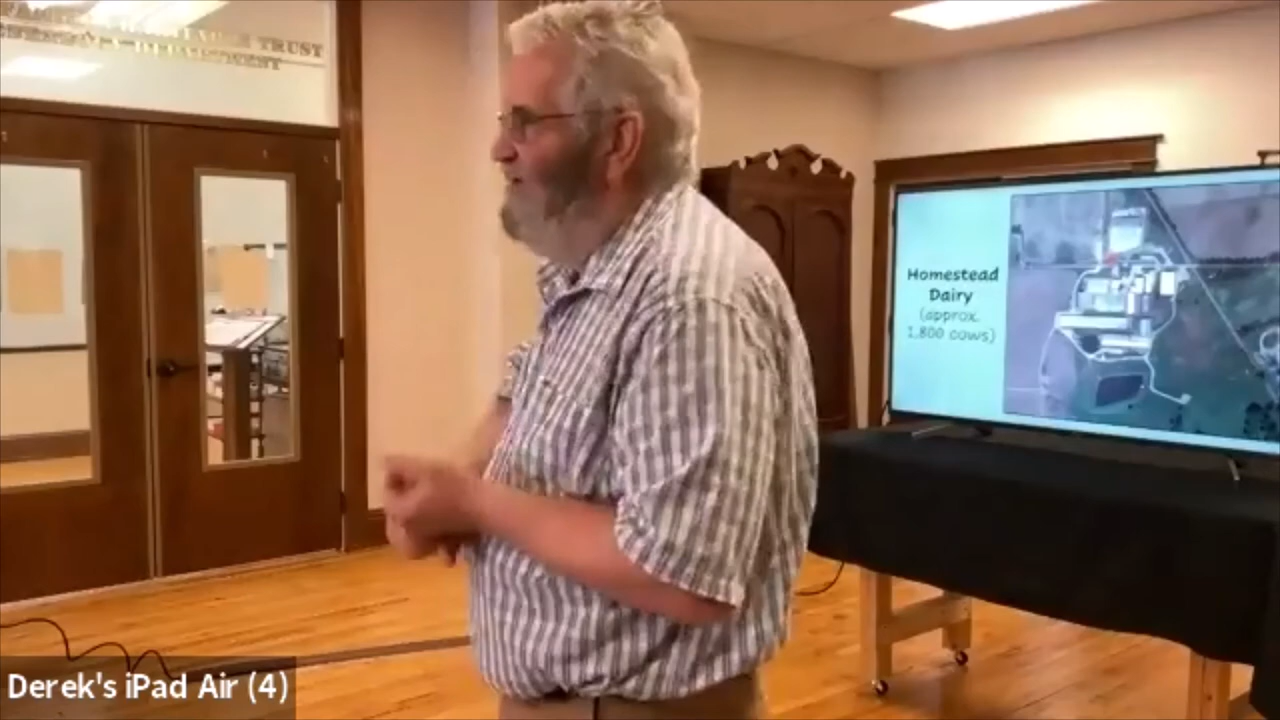 TRUST
DEPARTMENT
Homestead
Dairy
(approx.
1,800 cows)
Derek's iPad Air (4)